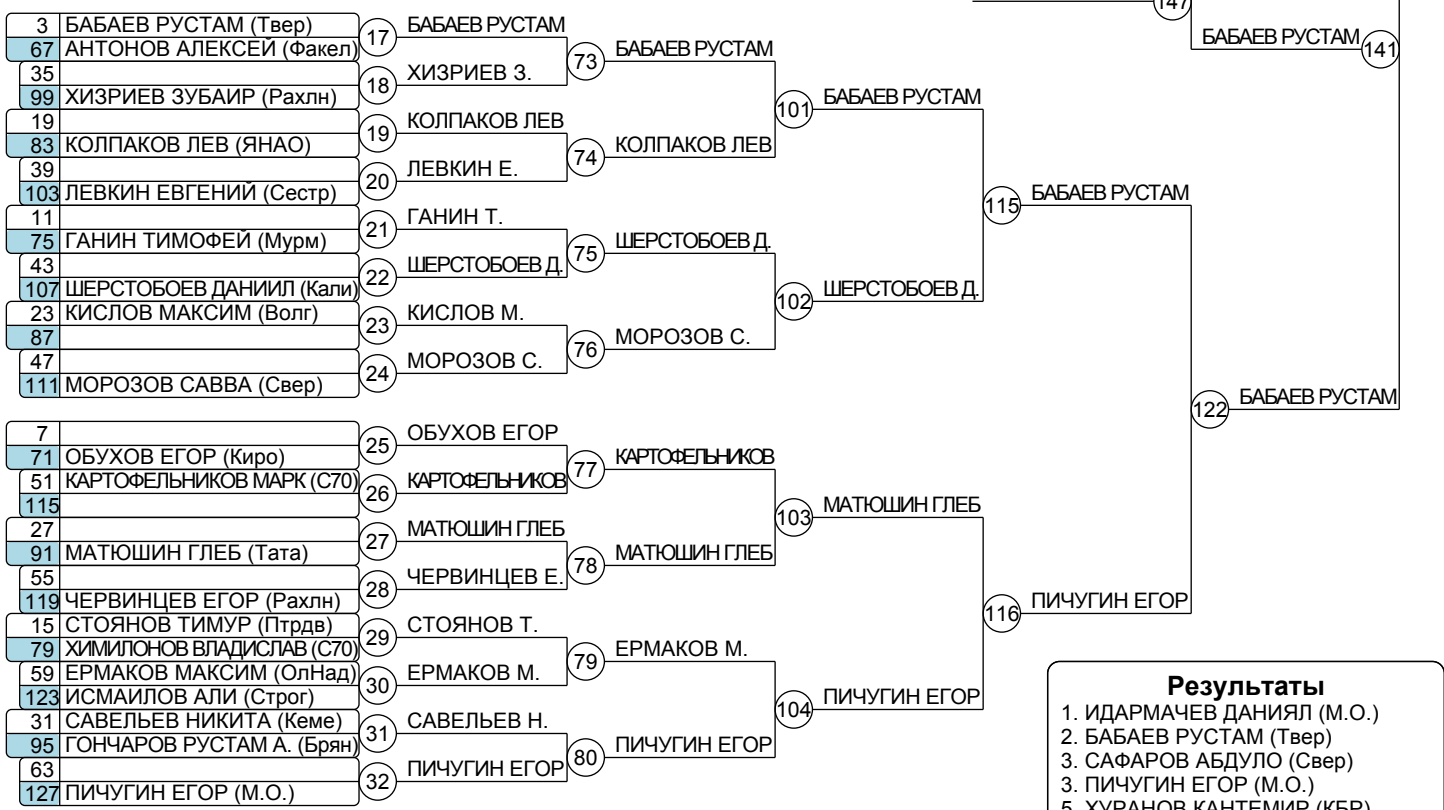 147
БАБАЕВ РУСТАМ
141
3 БАБАЕВ РУСТАМ (Твер)
67 АНТОНОВ АЛЕКСЕЙ (Факел)
17
БАБАЕВ РУСТАМ
35
99 ХИЗРИЕВ ЗУБАИР (Рахлн)
18
ХИЗРИЕВ З.
73
БАБАЕВ РУСТАМ
19
83 КОЛПАКОВ ЛЕВ (ЯНАО)
19
КОЛПАКОВ ЛЕВ
39
103 ЛЕВКИН ЕВГЕНИЙ (Сестр)
20
ЛЕВКИН Е.
74
КОЛПАКОВ ЛЕВ
101
БАБАЕВ РУСТАМ
11
75 ГАНИН ТИМОФЕЙ (Мурм)
21
ГАНИН Т.
43
107 ШЕРСТОБОЕВ ДАНИИЛ (Кали)
22
ШЕРСТОБОЕВ Д.
75
ШЕРСТОБОЕВ Д.
23 КИСЛОВ МАКСИМ (Волг)
87
23
КИСЛОВ М.
47
111 МОРОЗОВ САВВА (Свер)
24
МОРОЗОВ С.
76
МОРОЗОВ С.
102
ШЕРСТОБОЕВ Д.
115
БАБАЕВ РУСТАМ
7
71 ОБУХОВ ЕГОР (Киро)
25
ОБУХОВ ЕГОР
51 КАРТОФЕЛЬНИКОВ МАРК (С70)
115
26
КАРТОФЕЛЬНИКОВ
77
КАРТОФЕЛЬНИКОВ
27
91 МАТЮШИН ГЛЕБ (Тата)
27
МАТЮШИН ГЛЕБ
55
119 ЧЕРВИНЦЕВ ЕГОР (Рахлн)
28
ЧЕРВИНЦЕВ Е.
78
МАТЮШИН ГЛЕБ
103
МАТЮШИН ГЛЕБ
15 СТОЯНОВ ТИМУР (Птрдв)
79 ХИМИЛОНОВ ВЛАДИСЛАВ (С70)
29
СТОЯНОВ Т.
59 ЕРМАКОВ МАКСИМ (ОлНад)
123 ИСМАИЛОВ АЛИ (Строг)
30
ЕРМАКОВ М.
79
ЕРМАКОВ М.
31 САВЕЛЬЕВ НИКИТА (Кеме)
95 ГОНЧАРОВ РУСТАМ А. (Брян)
31
САВЕЛЬЕВ Н.
63
127 ПИЧУГИН ЕГОР (М.О.)
32
ПИЧУГИН ЕГОР
80
ПИЧУГИН ЕГОР
104
ПИЧУГИН ЕГОР
116
ПИЧУГИН ЕГОР
122
БАБАЕВ РУСТАМ
Результаты
1. ИДАРМАЧЕВ ДАНИЯЛ (М.О.)
2. БАБАЕВ РУСТАМ (Твер)
3. САФАРОВ АБДУЛО (Свер)
3. ПИЧУГИН ЕГОР (М.О.)
5. ХУРАНОВ КАНТЕМИР (КБР)